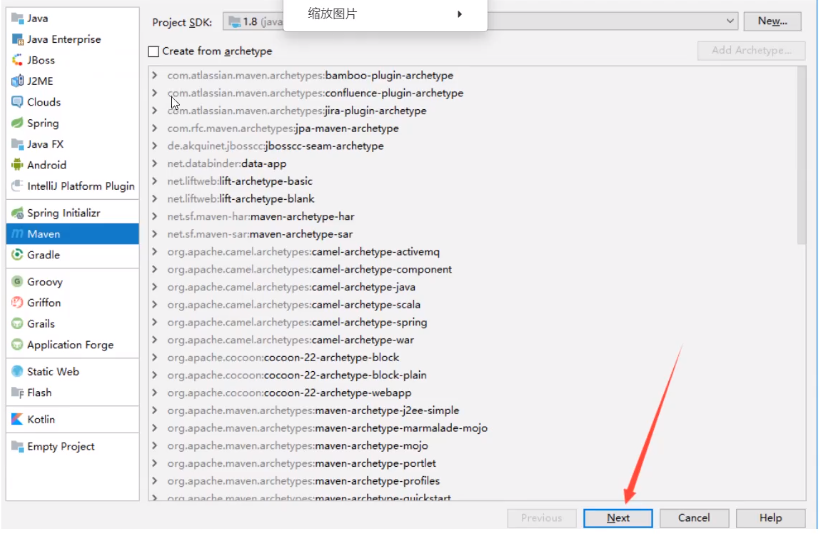 缩放图片
Project SDK:
1.8 (java
New...
Create from archetype
Add Archetype...
Java
Java Enterprise
JBoss
J2ME
Clouds
Spring
Java FX
Android
IntelliJ Platform Plugin
Spring Initializr
Maven
Gradle
Groovy
Griffon
Grails
Application Forge
Static Web
Flash
Kotlin
Empty Project
com.atlassian.maven.archetypes:bamboo-plugin-archetype
com.atlassian.maven.archetypes:confluence-plugin-archetype
com.atlassian.maven.archetypes:jira-plugin-archetype
com.rfc.maven.archetypes:jpa-maven-archetype
de.akquinet.jbosscc:jbosscc-seam-archetype
net.databinder:data-app
net.liftweb:lift-archetype-basic
net.liftweb:lift-archetype-blank
net.sf.maven-har:maven-archetype-har
net.sf.maven-sar:maven-archetype-sar
org.apache.camel.archetypes:camel-archetype-activemq
org.apache.camel.archetypes:camel-archetype-component
org.apache.camel.archetypes:camel-archetype-java
org.apache.camel.archetypes:camel-archetype-scala
org.apache.camel.archetypes:camel-archetype-spring
org.apache.camel.archetypes:camel-archetype-war
org.apache.cocoon:cocoon-22-archetype-block
org.apache.cocoon:cocoon-22-archetype-block-plain
org.apache.cocoon:cocoon-22-archetype-webapp
org.apache.maven.archetypes:maven-archetype-j2ee-simple
org.apache.maven.archetypes:maven-archetype-marmalade-mojo
org.apache.maven.archetypes:maven-archetype-mojo
org.apache.maven.archetypes:maven-archetype-portlet
org.apache.maven.archetypes:maven-archetype-profiles
org.apache.maven.archetypes:maven-archetype-quickstart
Previous
Next
Cancel
Help